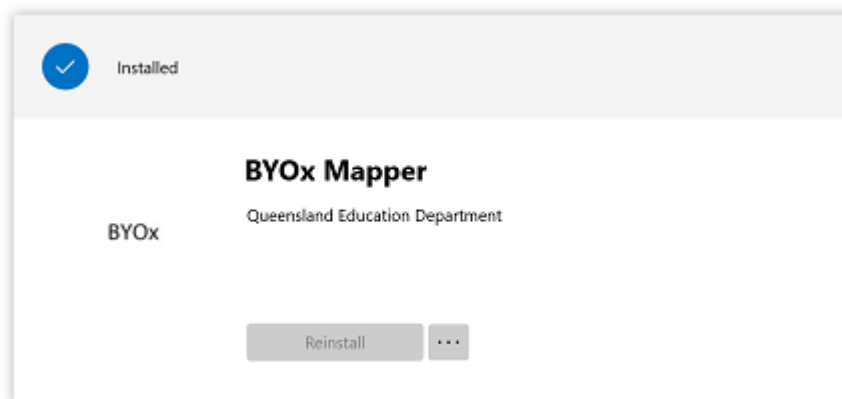 Installed
BYOx Mapper
Queensland Education Department
BYOx
Reinstall
...